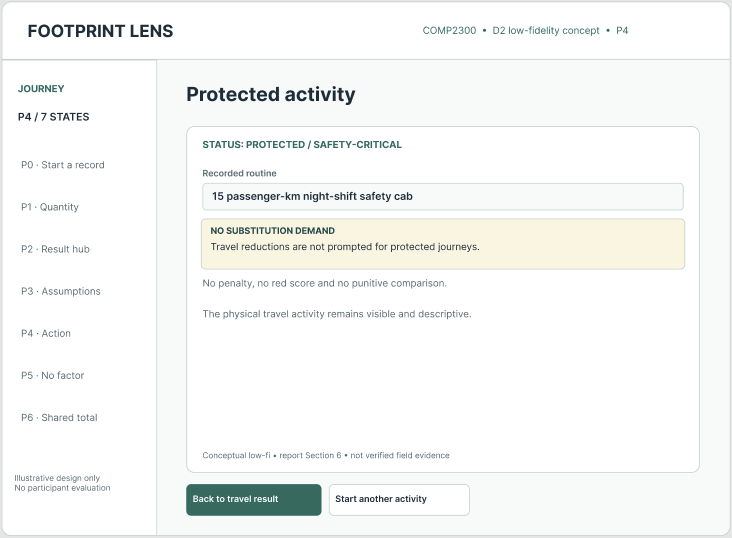 FOOTPRINT LENS
COMP2300 • D2 low-fidelity concept • P4
JOURNEY
P4 / 7 STATES
P0 · Start a record
P1 · Quantity
P2 · Result hub
P3 · Assumptions
P4 · Action
P5 · No factor
P6 · Shared total
Illustrative design only
No participant evaluation
Protected activity
STATUS: PROTECTED / SAFETY-CRITICAL
Recorded routine
15 passenger-km night-shift safety cab
NO SUBSTITUTION DEMAND
Travel reductions are not prompted for protected journeys.
No penalty, no red score and no punitive comparison.
The physical travel activity remains visible and descriptive.
Conceptual low-fi • report Section 6 • not verified field evidence
Back to travel result
Start another activity